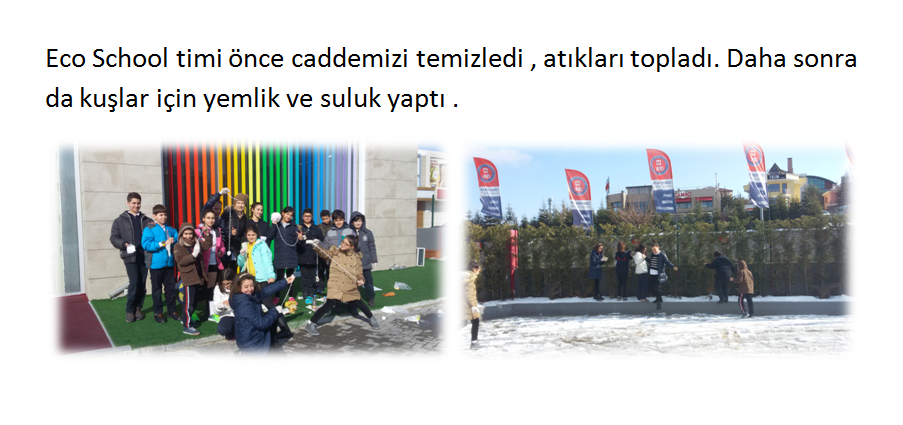 Eco School timi önce caddemizi temizledi , atıkları topladı. Daha sonra
da kuşlar için yemlik ve suluk yaptı .